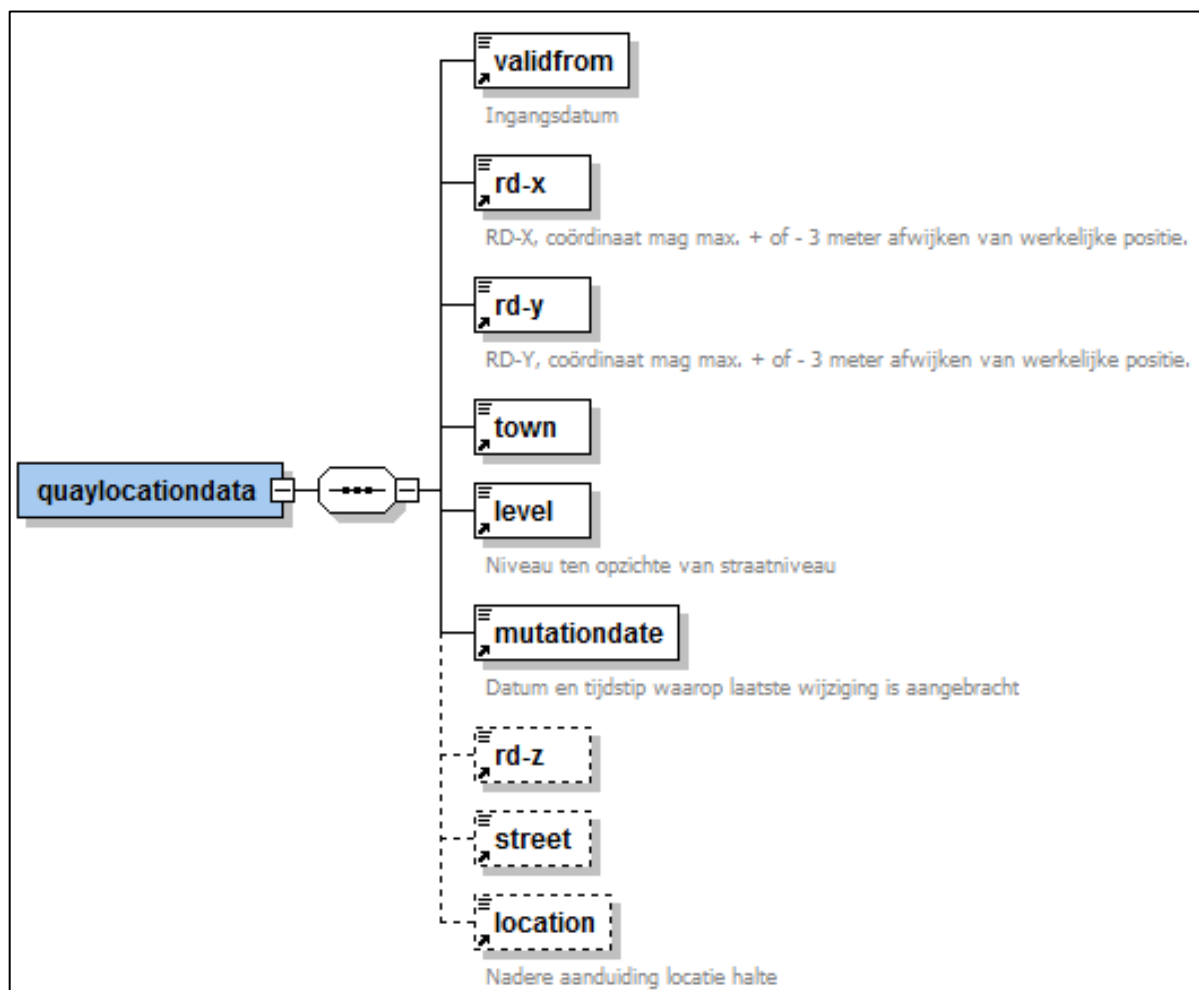 validfrom
Ingangsdatum
rd-x
RD-X, coördinaat mag max. + of - 3 meter afwijken van werkelijke positie.
rd-y
RD-Y, coördinaat mag max. + of - 3 meter afwijken van werkelijke positie.
town
quaylocationdata
level
Niveau ten opzichte van straatniveau
mutationdate
Datum en tijdstip waarop laatste wijziging is aangebracht
rd-z
street
location
Nadere aanduiding locatie halte